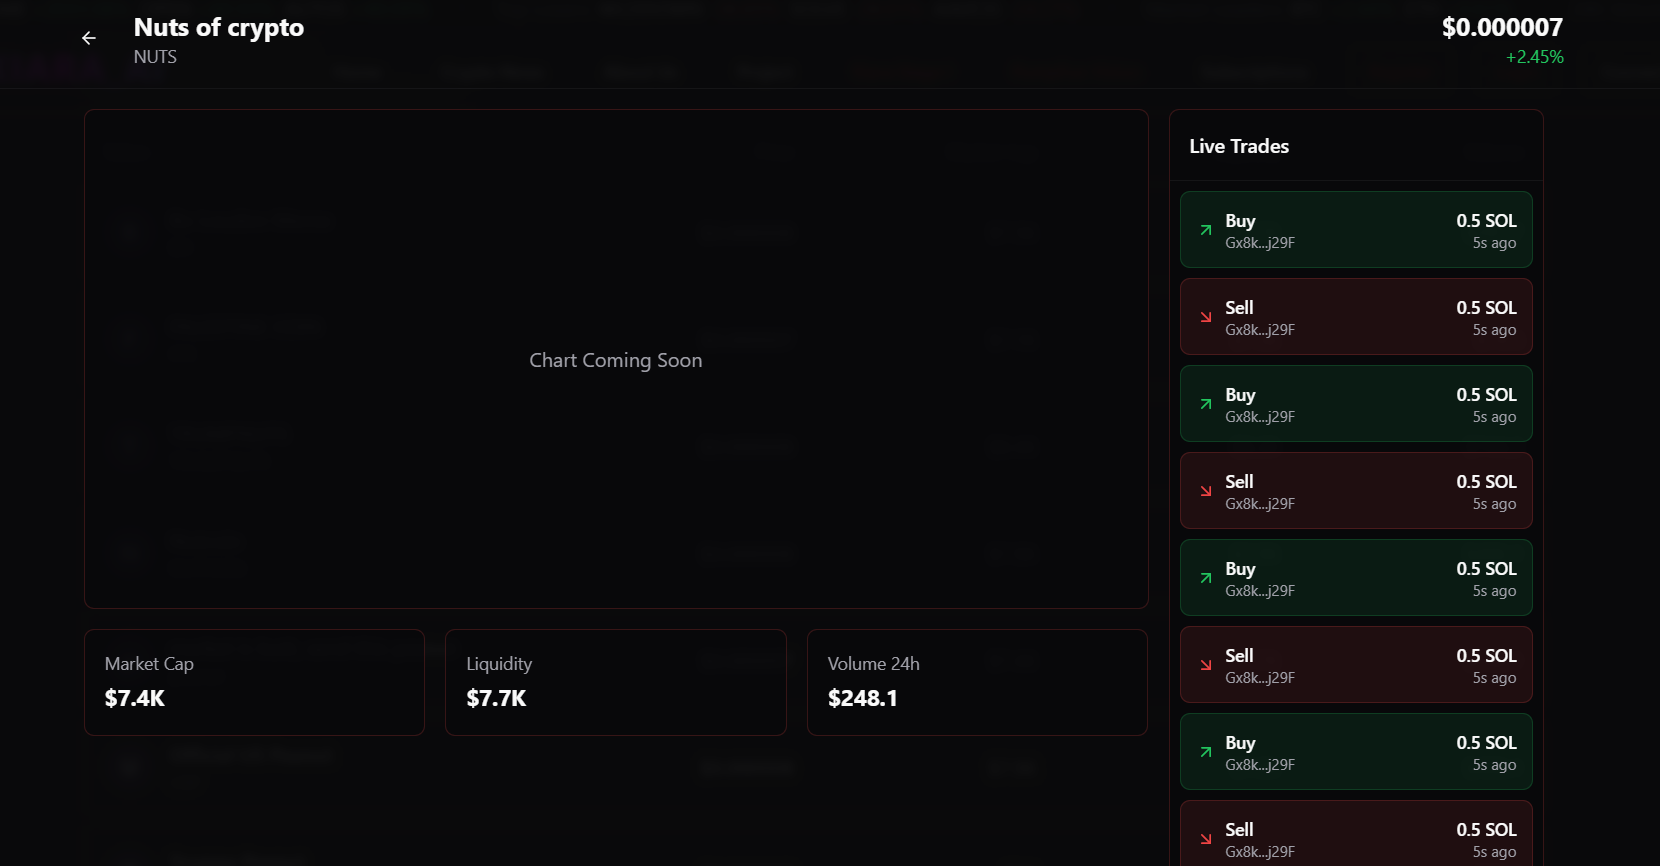 Nuts of crypto
NUTS
$0.000007
+2.45%
Chart Coming Soon
Market Cap
$7.4K
Liquidity
$7.7K
Volume 24h
$248.1
Live Trades
Buy 0.5 SOL
Gx8k...j29F 5s ago
Sell 0.5 SOL
Gx8k...j29F 5s ago
Buy 0.5 SOL
Gx8k...j29F 5s ago
Sell 0.5 SOL
Gx8k...j29F 5s ago
Buy 0.5 SOL
Gx8k...j29F 5s ago
Sell 0.5 SOL
Gx8k...j29F 5s ago
Buy 0.5 SOL
Gx8k...j29F 5s ago
Sell 0.5 SOL
Gx8k...j29F 5s ago